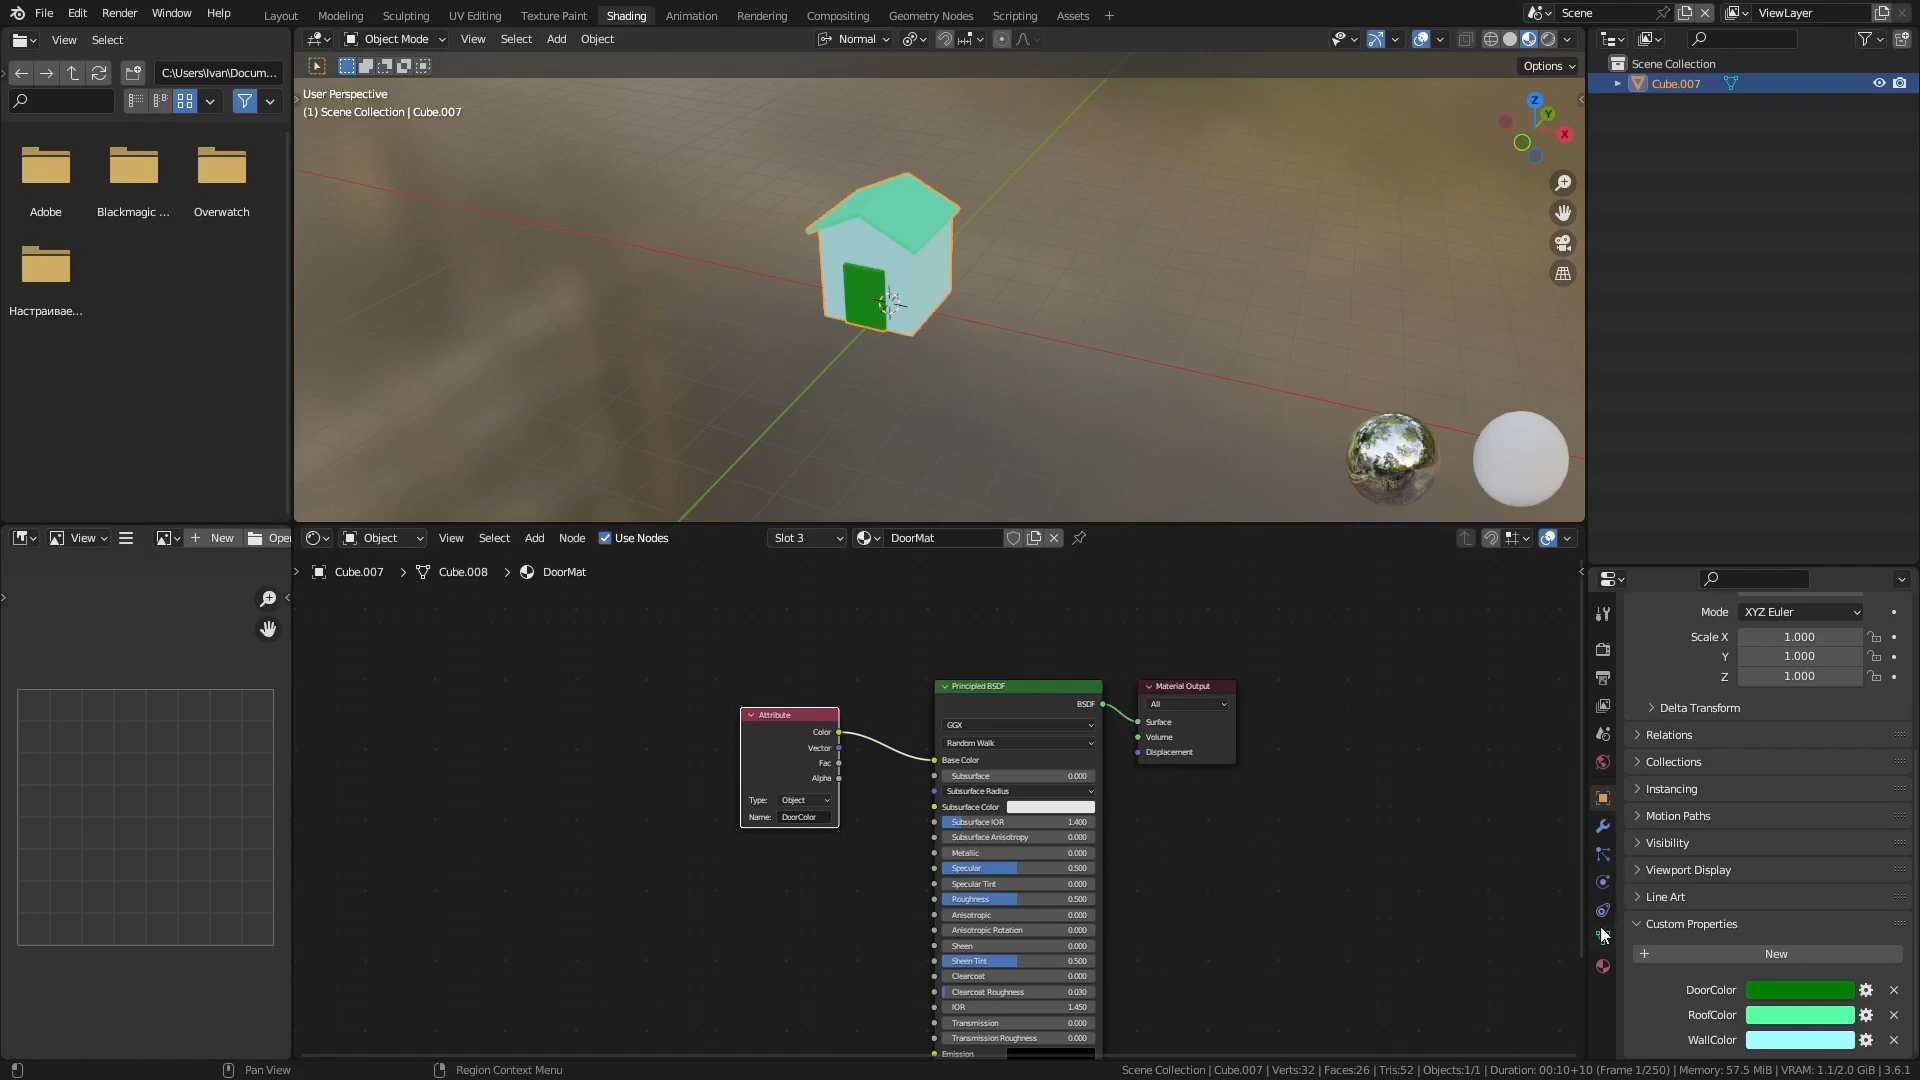 File Edit Render Window Help Layout Modeling Sculpting UV Editing Texture Paint Shading Animation Rendering Compositing Geometry Nodes Scripting Assets + Scene ViewLayer
View Select
Object Mode View Select Add Object Normal
C:\Users\Ivan\Docum...
Options
Adobe Blackmagic ... Overwatch
Настраивае...
User Perspective
(1) Scene Collection | Cube.007
Z
Y
X
Scene Collection
Cube.007
View + New Open
Object View Select Add Node Use Nodes Slot 3 DoorMat
Cube.007 > Cube.008 > DoorMat
Attribute
Color
Vector
Fac
Alpha
Type: Object
Name: DoorColor
Principled BSDF
BSDF
GGX
Random Walk
Base Color
Subsurface 0.000
Subsurface Radius
Subsurface Color
Subsurface IOR 1.400
Subsurface Anisotropy 0.000
Metallic 0.000
Specular 0.500
Specular Tint 0.000
Roughness 0.500
Anisotropic 0.000
Anisotropic Rotation 0.000
Sheen 0.000
Sheen Tint 0.500
Clearcoat 0.000
Clearcoat Roughness 0.030
IOR 1.450
Transmission 0.000
Transmission Roughness 0.000
Emission
Material Output
All
Surface
Volume
Displacement
Mode XYZ Euler
Scale X 1.000
Y 1.000
Z 1.000
Delta Transform
Relations
Collections
Instancing
Motion Paths
Visibility
Viewport Display
Line Art
Custom Properties
+ New
DoorColor
RoofColor
WallColor
Pan View Region Context Menu Scene Collection | Cube.007 | Verts:32 | Faces:26 | Tris:52 | Objects:1/1 | Duration: 00:10+10 (Frame 1/250) | Memory: 57.5 MiB | VRAM: 1.1/2.0 GiB | 3.6.1